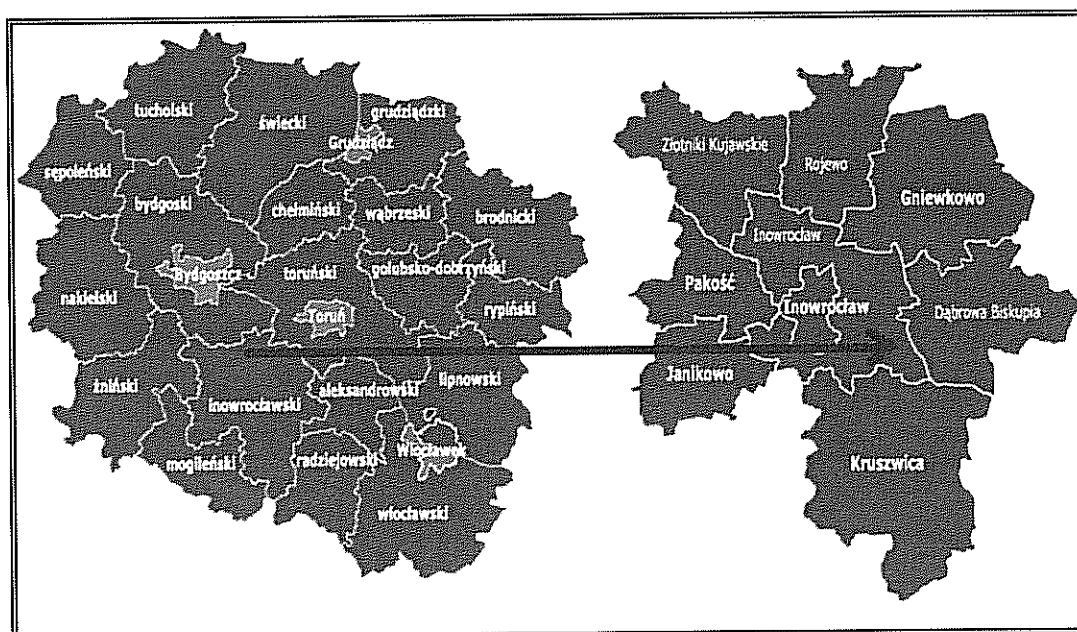 tucholski
świecki
grudziądzki
Grudziądz
sępoleński
bydgoski
chełmiński
wąbrzeski
brodnicki
Bydgoszcz
toruński
golubsko-dobrzyński
nakielski
Toruń
rypiński
żniński
inowrocławski
aleksandrowski
lipnowski
mogileński
radziejowski
Włocławek
włocławski
Złotniki Kujawskie
Rojewo
Gniewkowo
Inowrocław
Pakość
Inowrocław
Dąbrowa Biskupia
Janikowo
Kruszwica